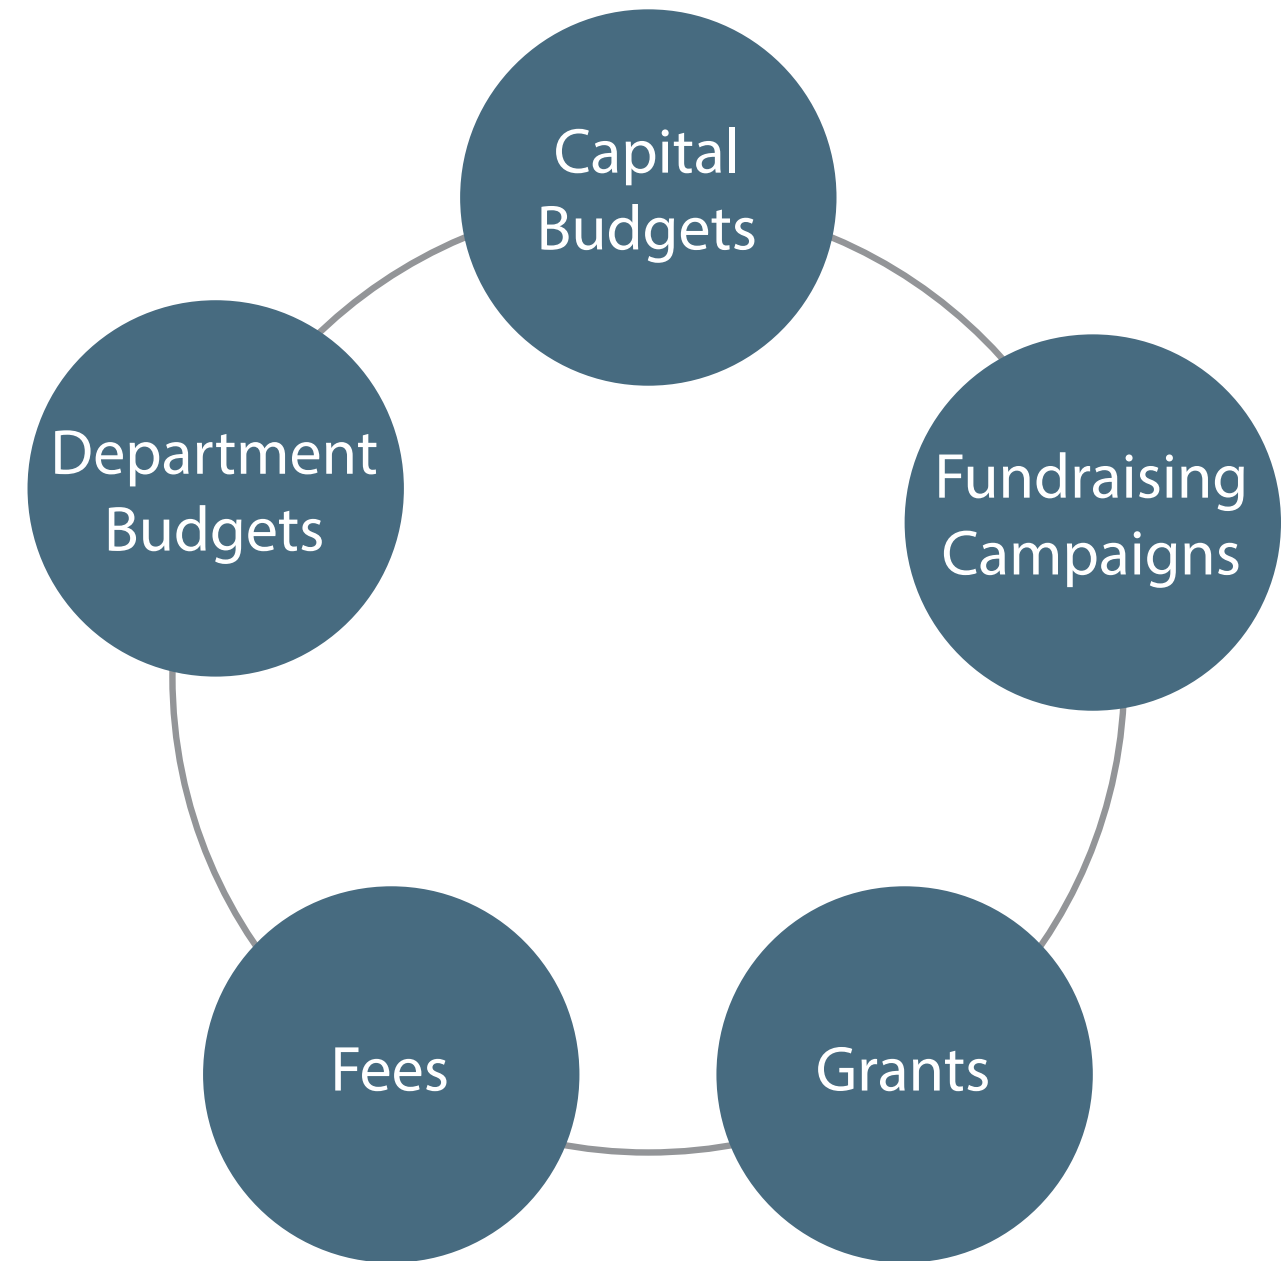 Capital
Budgets
Department
Budgets
Fundraising
Campaigns
Fees
Grants